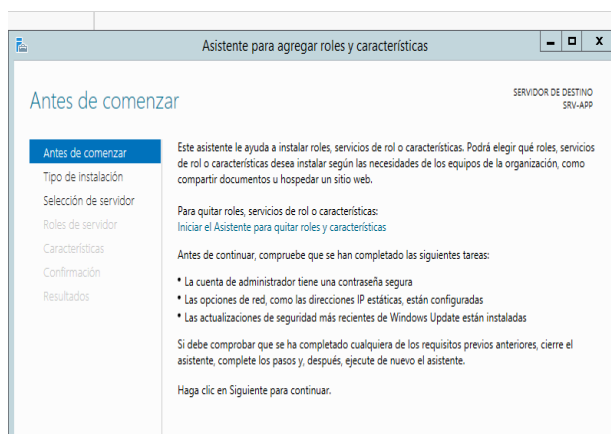 Asistente para agregar roles y características
Antes de comenzar
SERVIDOR DE DESTINO
SRV-APP
Antes de comenzar
Tipo de instalación
Selección de servidor
Roles de servidor
Características
Confirmación
Resultados
Este asistente le ayuda a instalar roles, servicios de rol o características. Podrá elegir qué roles, servicios
de rol o características desea instalar según las necesidades de los equipos de la organización, como
compartir documentos u hospedar un sitio web.
Para quitar roles, servicios de rol o características:
Iniciar el Asistente para quitar roles y características
Antes de continuar, compruebe que se han completado las siguientes tareas:
• La cuenta de administrador tiene una contraseña segura
• Las opciones de red, como las direcciones IP estáticas, están configuradas
• Las actualizaciones de seguridad más recientes de Windows Update están instaladas
Si debe comprobar que se ha completado cualquiera de los requisitos previos anteriores, cierre el
asistente, complete los pasos y, después, ejecute de nuevo el asistente.
Haga clic en Siguiente para continuar.